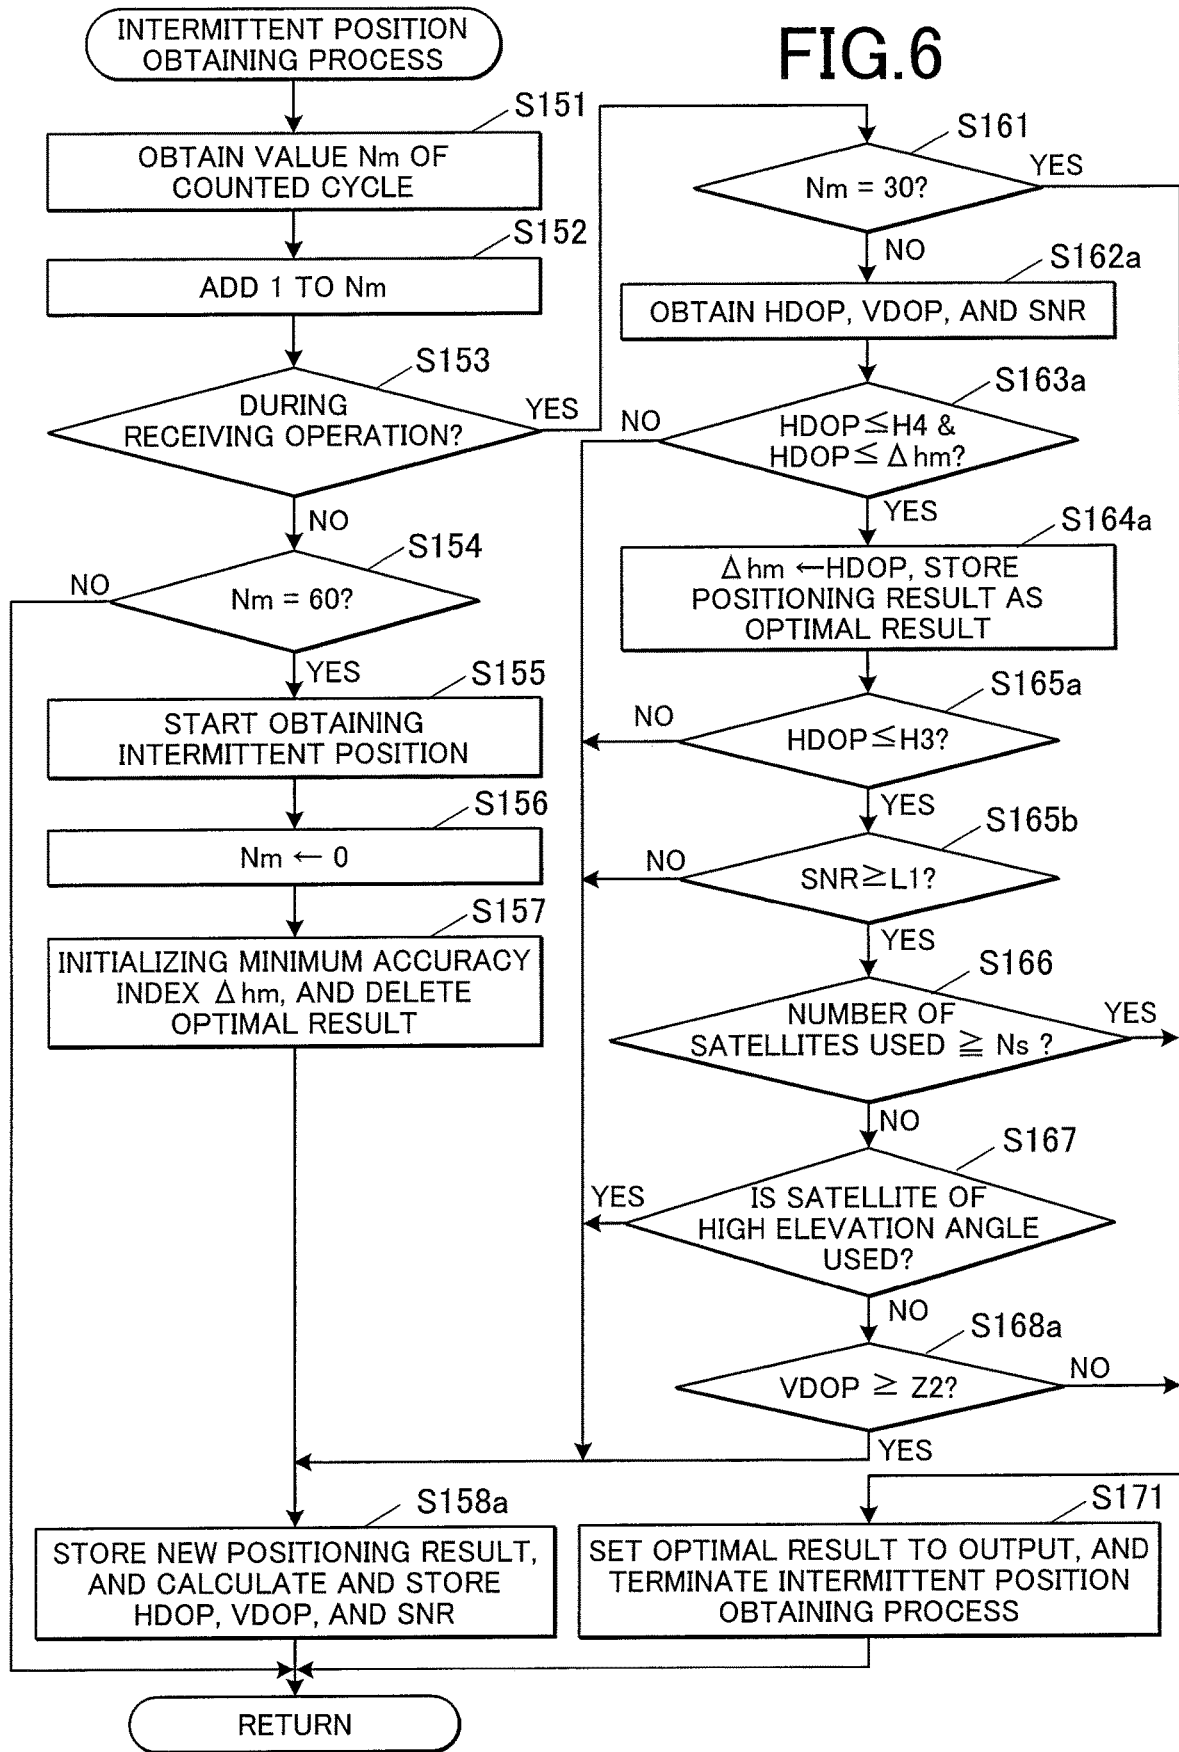 FIG.6
INTERMITTENT POSITION
OBTAINING PROCESS
S151
OBTAIN VALUE Nm OF
COUNTED CYCLE
S152
ADD 1 TO Nm
S153
DURING
RECEIVING OPERATION?
YES
NO
S154
NO
Nm = 60?
YES
S155
START OBTAINING
INTERMITTENT POSITION
S156
Nm ← 0
S157
INITIALIZING MINIMUM ACCURACY
INDEX Δhm, AND DELETE
OPTIMAL RESULT
S158a
STORE NEW POSITIONING RESULT,
AND CALCULATE AND STORE
HDOP, VDOP, AND SNR
RETURN
S161
Nm = 30?
YES
NO
S162a
OBTAIN HDOP, VDOP, AND SNR
S163a
NO
HDOP≦H4 &
HDOP≦ Δhm?
YES
S164a
Δhm ←HDOP, STORE
POSITIONING RESULT AS
OPTIMAL RESULT
S165a
NO
HDOP≦H3?
YES
S165b
NO
SNR≧L1?
YES
S166
NUMBER OF
SATELLITES USED ≧ Ns ?
YES
NO
S167
YES
IS SATELLITE OF
HIGH ELEVATION ANGLE
USED?
NO
S168a
VDOP ≧ Z2?
NO
YES
S171
SET OPTIMAL RESULT TO OUTPUT, AND
TERMINATE INTERMITTENT POSITION
OBTAINING PROCESS